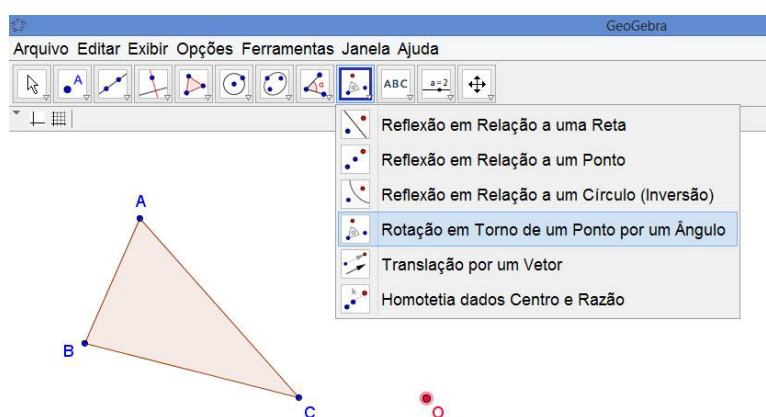 GeoGebra
Arquivo Editar Exibir Opções Ferramentas Janela Ajuda
A
α
ABC
a=2
Reflexão em Relação a uma Reta
Reflexão em Relação a um Ponto
Reflexão em Relação a um Círculo (Inversão)
Rotação em Torno de um Ponto por um Ângulo
Translação por um Vetor
k
Homotetia dados Centro e Razão
A
B
C
O